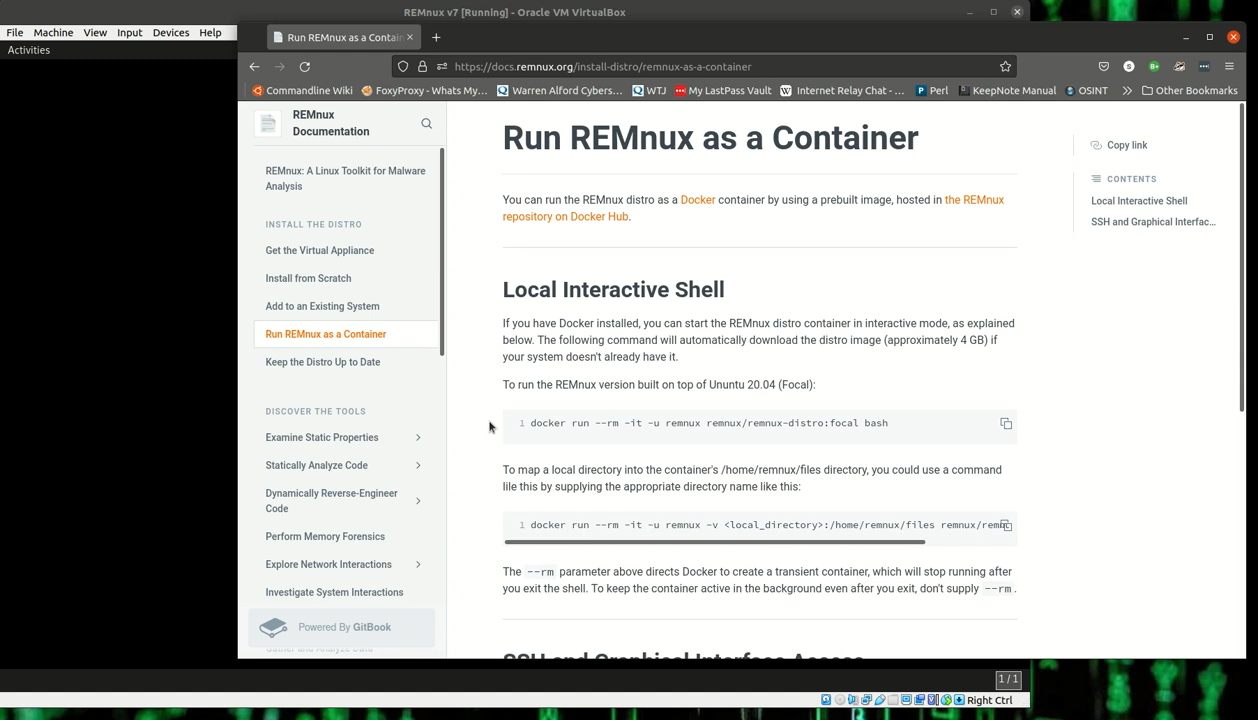 REMnux v7 [Running] - Oracle VM VirtualBox
File Machine View Input Devices Help
Activities
Run REMnux as a Contain
https://docs.remnux.org/install-distro/remnux-as-a-container
Commandline Wiki
FoxyProxy - Whats My...
Warren Alford Cybers...
WTJ
My LastPass Vault
Internet Relay Chat - ...
Perl
KeepNote Manual
OSINT
Other Bookmarks
REMnux
Documentation
REMnux: A Linux Toolkit for Malware
Analysis
INSTALL THE DISTRO
Get the Virtual Appliance
Install from Scratch
Add to an Existing System
Run REMnux as a Container
Keep the Distro Up to Date
DISCOVER THE TOOLS
Examine Static Properties
Statically Analyze Code
Dynamically Reverse-Engineer
Code
Perform Memory Forensics
Explore Network Interactions
Investigate System Interactions
Powered By GitBook
Gather and Analyze Data
Run REMnux as a Container
You can run the REMnux distro as a Docker container by using a prebuilt image, hosted in the REMnux
repository on Docker Hub.
Local Interactive Shell
If you have Docker installed, you can start the REMnux distro container in interactive mode, as explained
below. The following command will automatically download the distro image (approximately 4 GB) if
your system doesn't already have it.
To run the REMnux version built on top of Ununtu 20.04 (Focal):
1 docker run --rm -it -u remnux remnux/remnux-distro:focal bash
To map a local directory into the container's /home/remnux/files directory, you could use a command
lile this by supplying the appropriate directory name like this:
1 docker run --rm -it -u remnux -v <local_directory>:/home/remnux/files remnux/remn
The --rm parameter above directs Docker to create a transient container, which will stop running after
you exit the shell. To keep the container active in the background even after you exit, don't supply --rm .
SSH and Graphical Interface Access
Copy link
CONTENTS
Local Interactive Shell
SSH and Graphical Interfac...
1 / 1
Right Ctrl